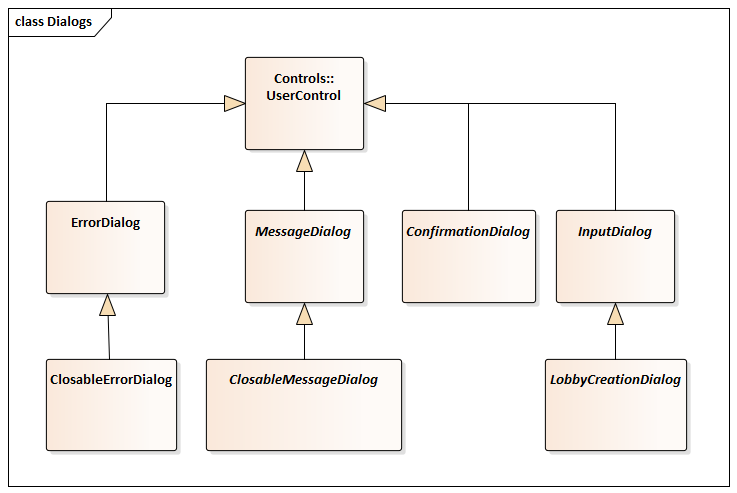 class Dialogs
Controls::
UserControl
ErrorDialog
MessageDialog
ConfirmationDialog
InputDialog
ClosableErrorDialog
ClosableMessageDialog
LobbyCreationDialog